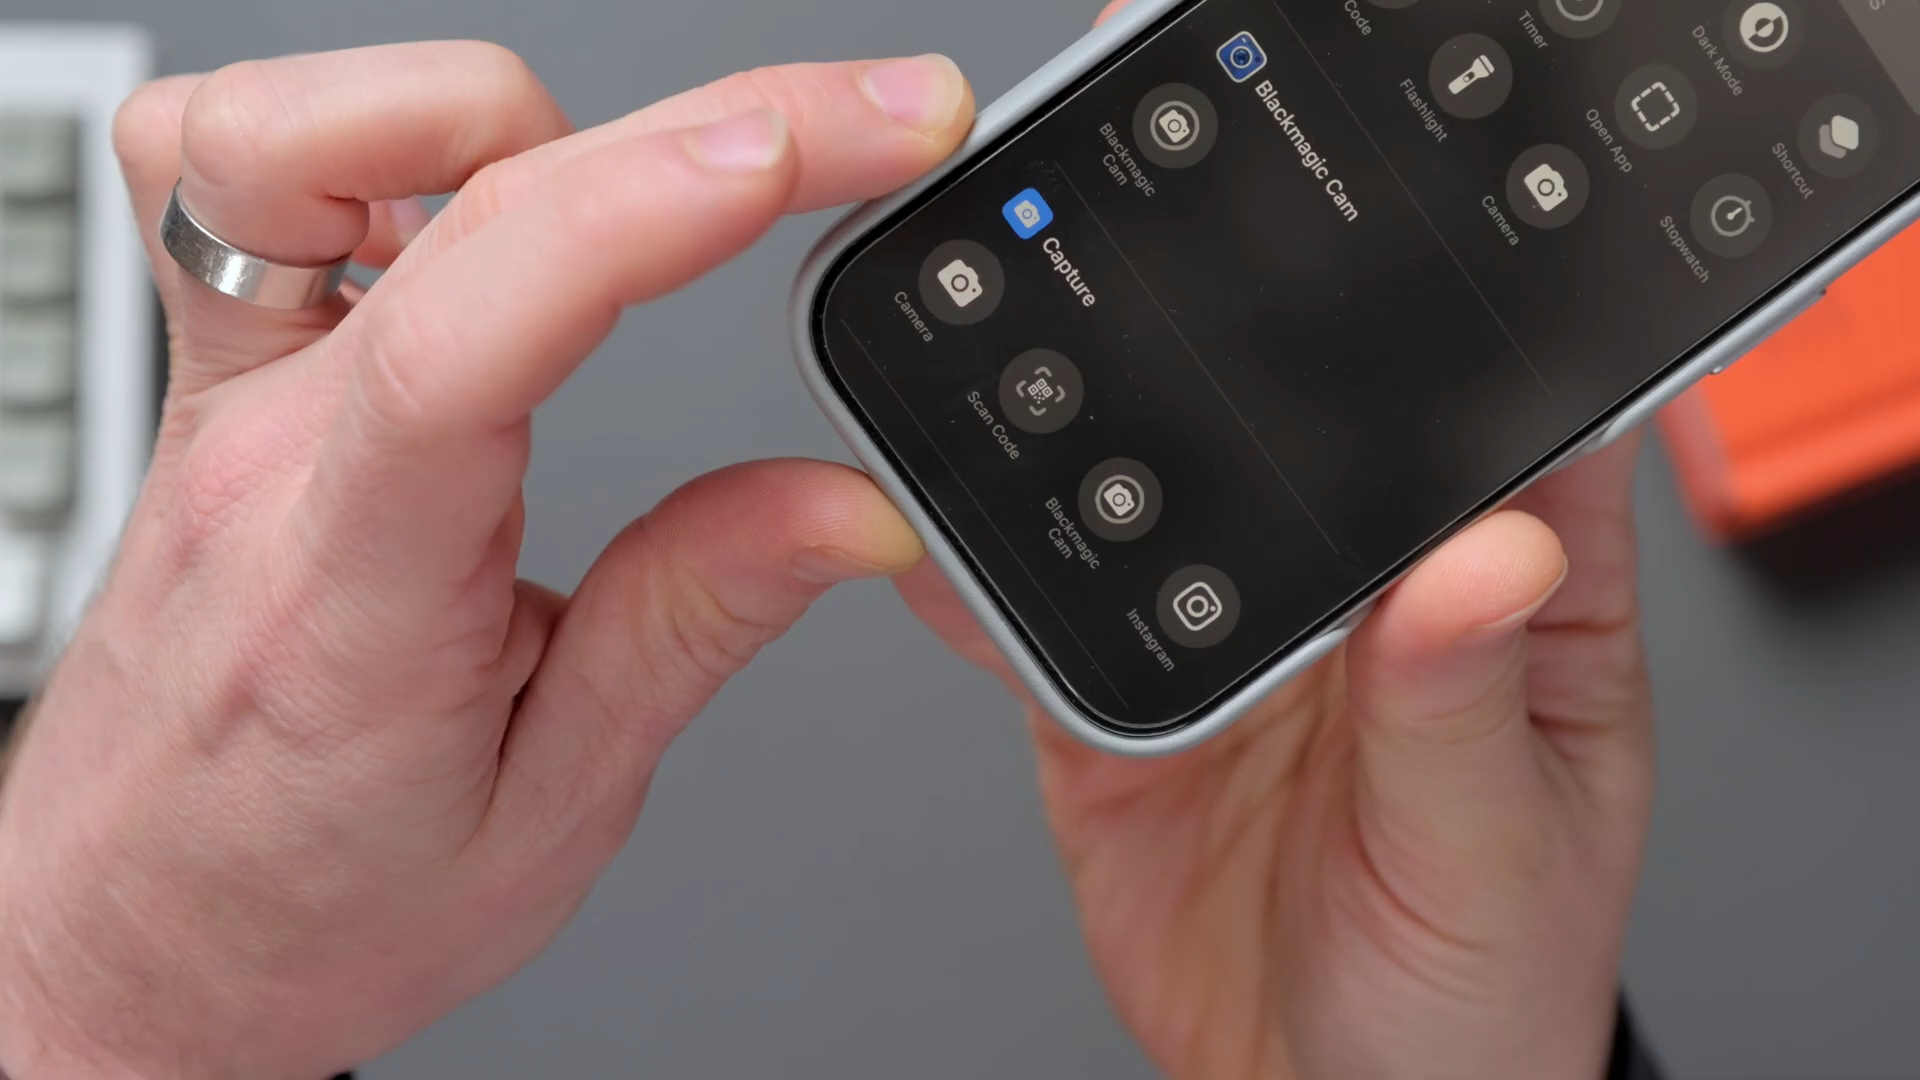 Code
Timer
Dark Mode
Flashlight
Open App
Shortcut
Camera
Stopwatch
Blackmagic Cam
Blackmagic
Cam
Capture
Camera
Scan Code
Blackmagic
Cam
Instagram